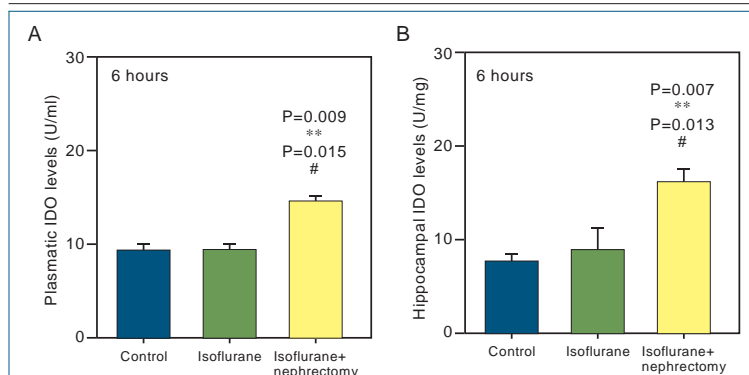 A
30
20
10
0
Plasmatic IDO levels (U/ml)
6 hours
P=0.009
**
P=0.015
#
Control
Isoflurane
Isoflurane+
nephrectomy
B
30
20
10
0
Hippocampal IDO levels (U/mg)
6 hours
P=0.007
**
P=0.013
#
Control
Isoflurane
Isoflurane+
nephrectomy